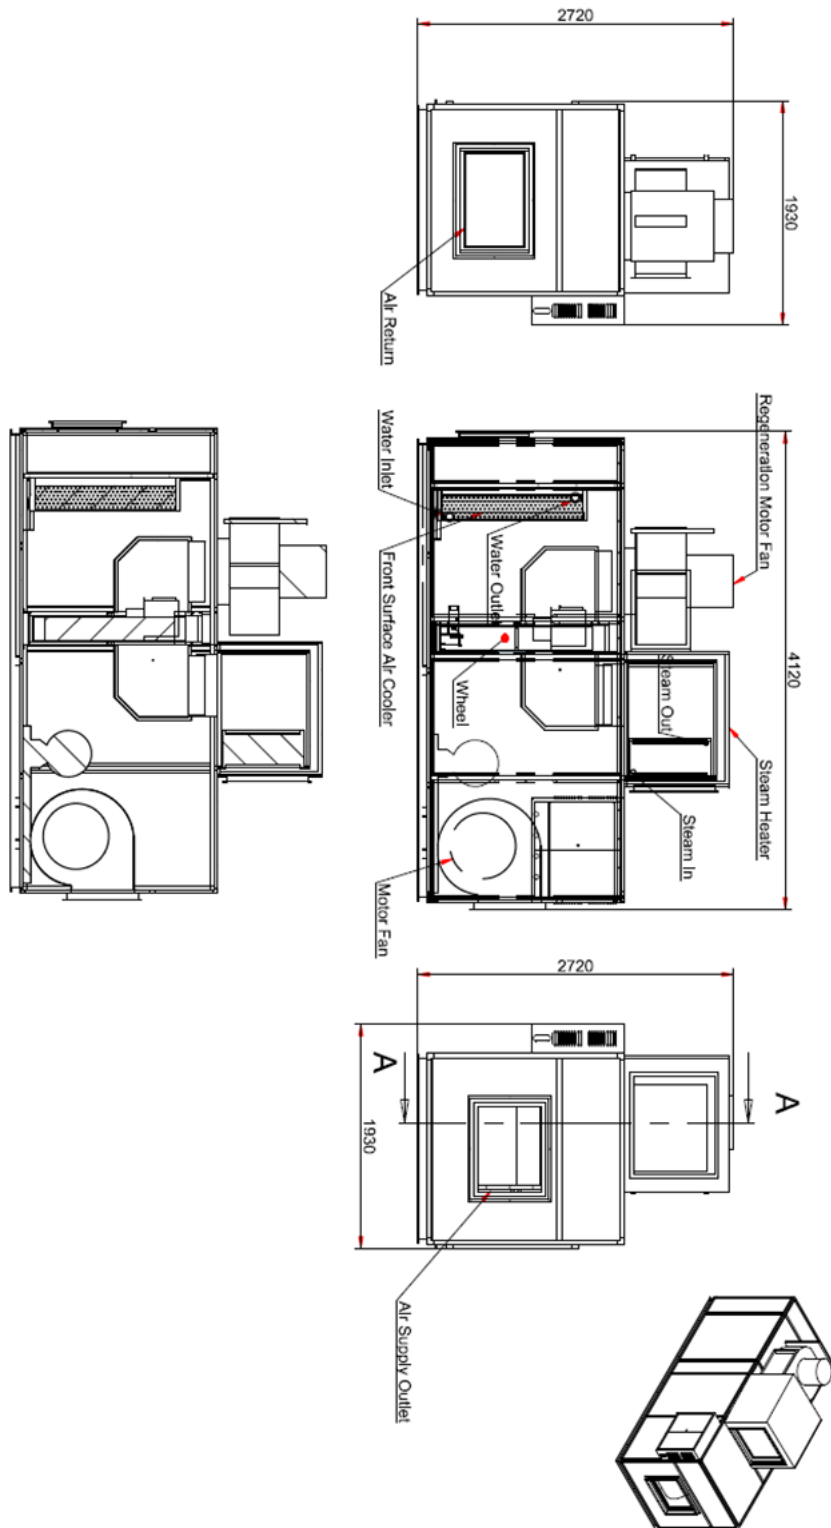 2720
1930
Air Return
Regeneration Motor Fan
4120
Water Inlet
Front Surface Air Cooler
Water Outlet
Wheel
Steam Out
Steam Heater
Steam In
Motor Fan
2720
A
A
1930
Air Supply Outlet